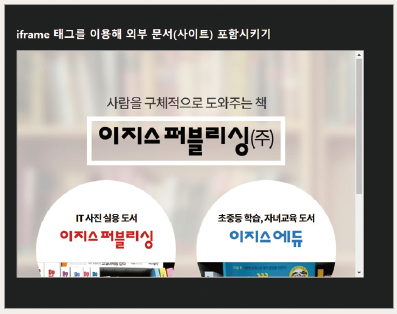 iframe 태그를 이용해 외부 문서(사이트) 포함시키기
사람을 구체적으로 도와주는 책
이지스퍼블리싱(주)
IT 사진 실용 도서
이지스퍼블리싱
초중등 학습, 자녀교육 도서
이지스에듀